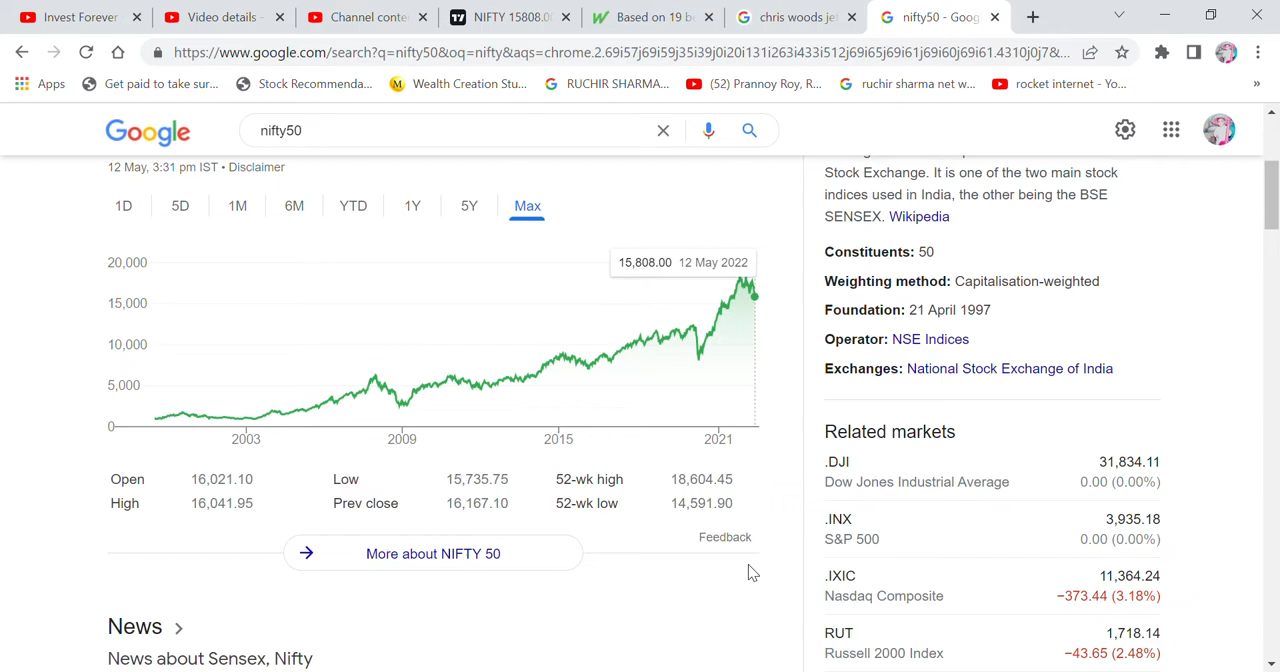 Invest Forever
Video details -
Channel conte
NIFTY 15808.0
Based on 19 b
chris woods je
nifty50 - Goog
https://www.google.com/search?q=nifty50&oq=nifty&aqs=chrome.2.69i57j69i59j35i39j0i20i131i263i433i512j69i65j69i61j69i60j69i61.4310j0j7&...
Apps
Get paid to take sur...
Stock Recommenda...
Wealth Creation Stu...
RUCHIR SHARMA...
(52) Prannoy Roy, R...
ruchir sharma net w...
rocket internet - Yo...
»
Google
nifty50
12 May, 3:31 pm IST • Disclaimer
1D
5D
1M
6M
YTD
1Y
5Y
Max
15,808.00 12 May 2022
20,000
15,000
10,000
5,000
0
2003
2009
2015
2021
Open 16,021.10 Low 15,735.75 52-wk high 18,604.45
High 16,041.95 Prev close 16,167.10 52-wk low 14,591.90
Feedback
More about NIFTY 50
News
News about Sensex, Nifty
Stock Exchange. It is one of the two main stock
indices used in India, the other being the BSE
SENSEX. Wikipedia
Constituents: 50
Weighting method: Capitalisation-weighted
Foundation: 21 April 1997
Operator: NSE Indices
Exchanges: National Stock Exchange of India
Related markets
.DJI 31,834.11
Dow Jones Industrial Average 0.00 (0.00%)
.INX 3,935.18
S&P 500 0.00 (0.00%)
.IXIC 11,364.24
Nasdaq Composite −373.44 (3.18%)
RUT 1,718.14
Russell 2000 Index −43.65 (2.48%)